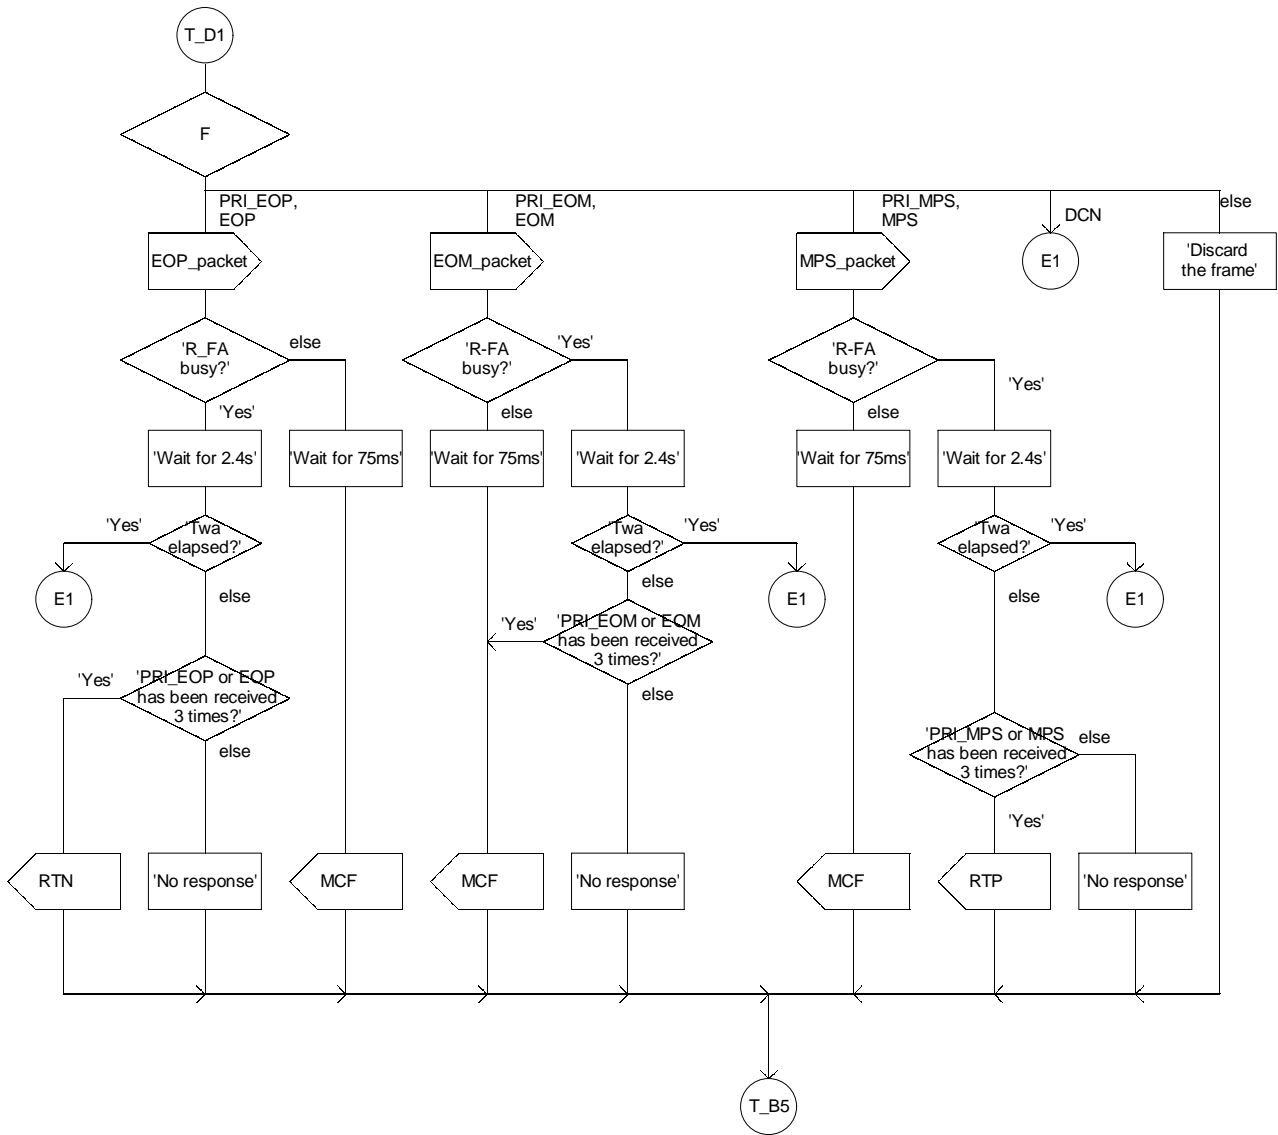 T_D1
F
PRI_EOP,
EOP
PRI_EOM,
EOM
PRI_MPS,
MPS
DCN
else
EOP_packet
EOM_packet
MPS_packet
E1
'Discard
the frame'
'R_FA
busy?'
else
'R-FA
busy?'
'Yes'
'R-FA
busy?'
'Yes'
'Yes'
else
else
'Wait for 2.4s'
'Wait for 75ms'
'Wait for 75ms'
'Wait for 2.4s'
'Wait for 75ms'
'Wait for 2.4s'
'Yes'
'Twa
elapsed?'
'Twa
elapsed?'
'Yes'
'Twa
elapsed?'
'Yes'
E1
else
else
E1
else
E1
'Yes'
'PRI_EOM or EOM
has been received
3 times?'
else
'Yes'
'PRI_EOP or EOP
has been received
3 times?'
else
'PRI_MPS or MPS
has been received
3 times?'
else
'Yes'
RTN
'No response'
MCF
MCF
'No response'
MCF
RTP
'No response'
T_B5